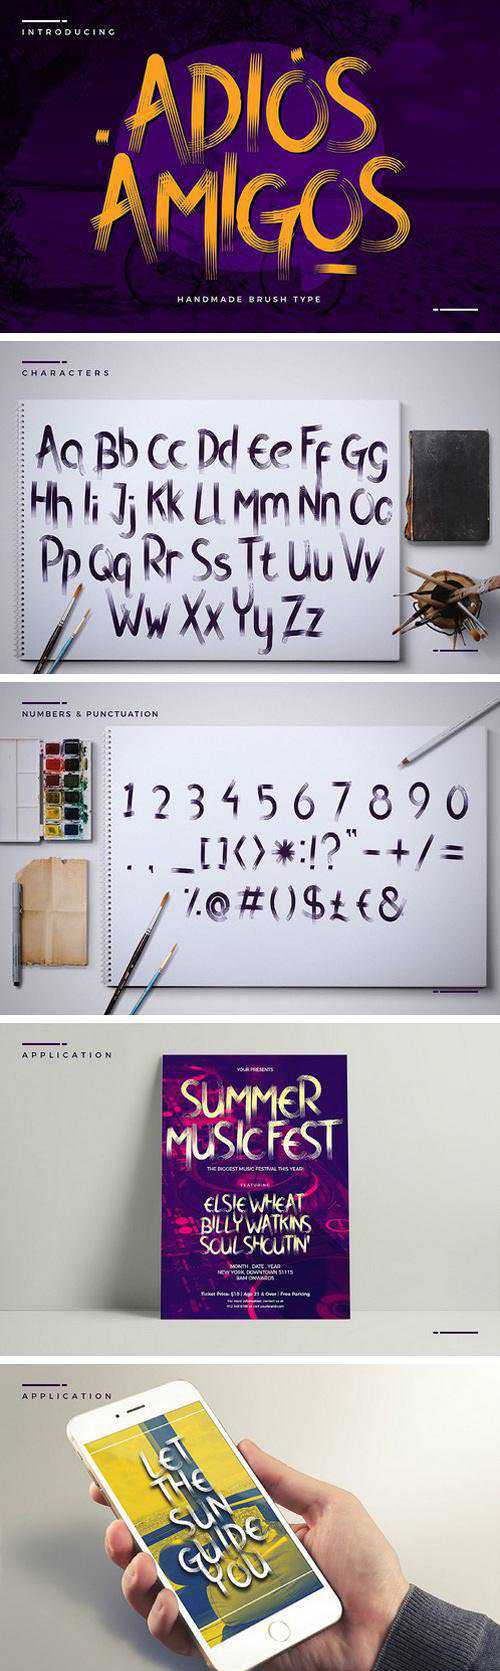 INTRODUCING
ADIOS
AMIGOS
HANDMADE BRUSH TYPE
CHARACTERS
Aa Bb Cc Dd Ee Ff Gg
Hh Ii Jj Kk Ll Mm Nn Oo
Pp Qq Rr Ss Tt Uu Vv
Ww Xx Yy Zz
NUMBERS & PUNCTUATION
1 2 3 4 5 6 7 8 9 0
. , _ [ ] { } < > * : ! ? " - + / =
% @ # ( ) $ £ € &
APPLICATION
YOUR PRESENTS
SUMMER
MUSIC FEST
THE BIGGEST MUSIC FESTIVAL THIS YEAR!
FEATURING
ELSIE WHEAT
BILLY WATKINS
SOUL SHOUTIN'
MONTH . DATE . YEAR
NEW YORK, DOWNTOWN 51115
9AM ONWARDS
Ticket Price: $10 | Age 21 & Over | Free Parking
APPLICATION
LET
THE
SUN
GUIDE
YOU